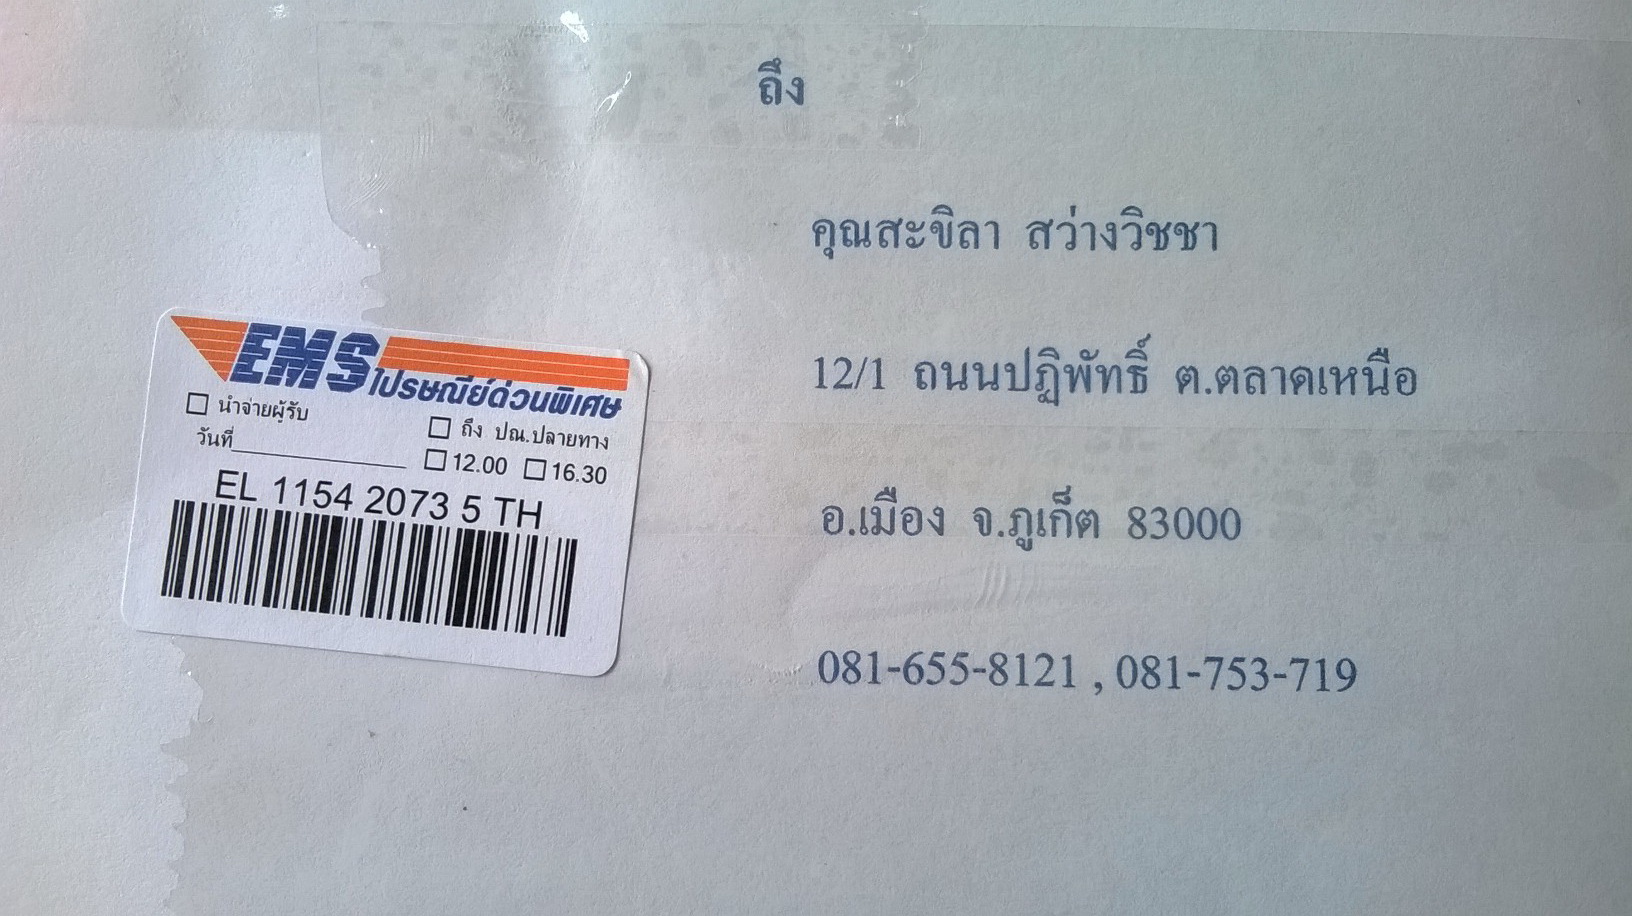 ถึง
คุณสะขิลา สว่างวิชชา
12/1 ถนนปฏิพัทธิ์ ต.ตลาดเหนือ
อ.เมือง จ.ภูเก็ต 83000
081-655-8121 , 081-753-719
EMS ไปรษณีย์ด่วนพิเศษ
นำจ่ายผู้รับ
ถึง ปณ.ปลายทาง
วันที่
12.00 16.30
EL 1154 2073 5 TH